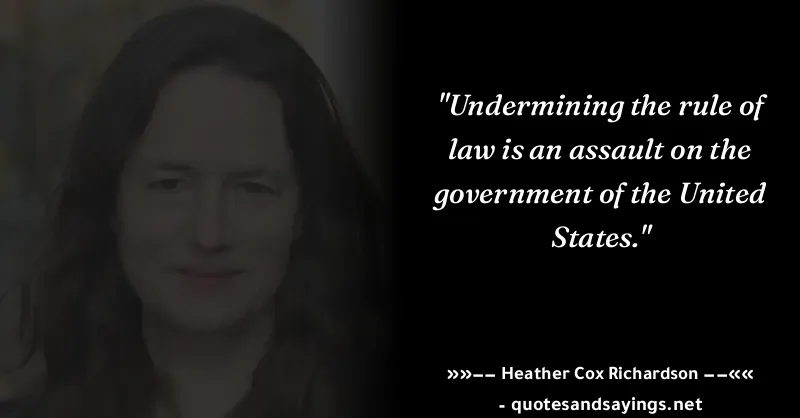 "Undermining the rule of
law is an assault on the
government of the United
States."
»»–– Heather Cox Richardson ––««
- quotesandsayings.net